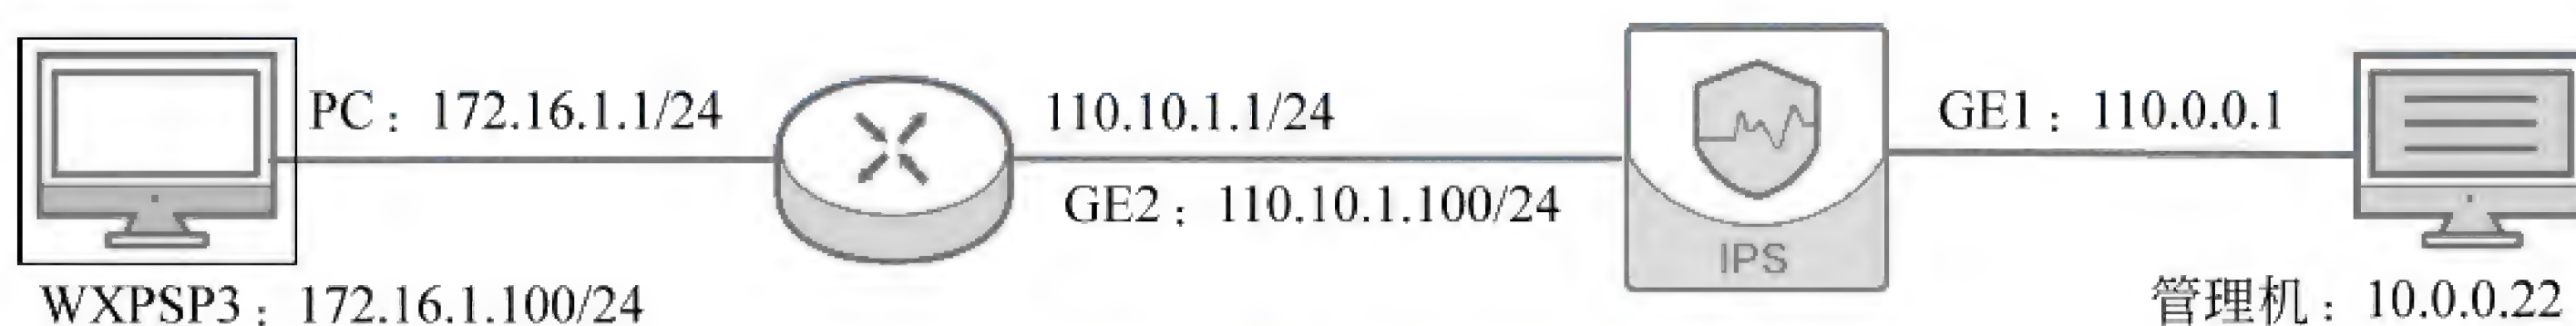 PC：172.16.1.1/24
110.10.1.1/24
GE1：110.0.0.1
GE2：110.10.1.100/24
IPS
WXPSP3：172.16.1.100/24
管理机：10.0.0.22